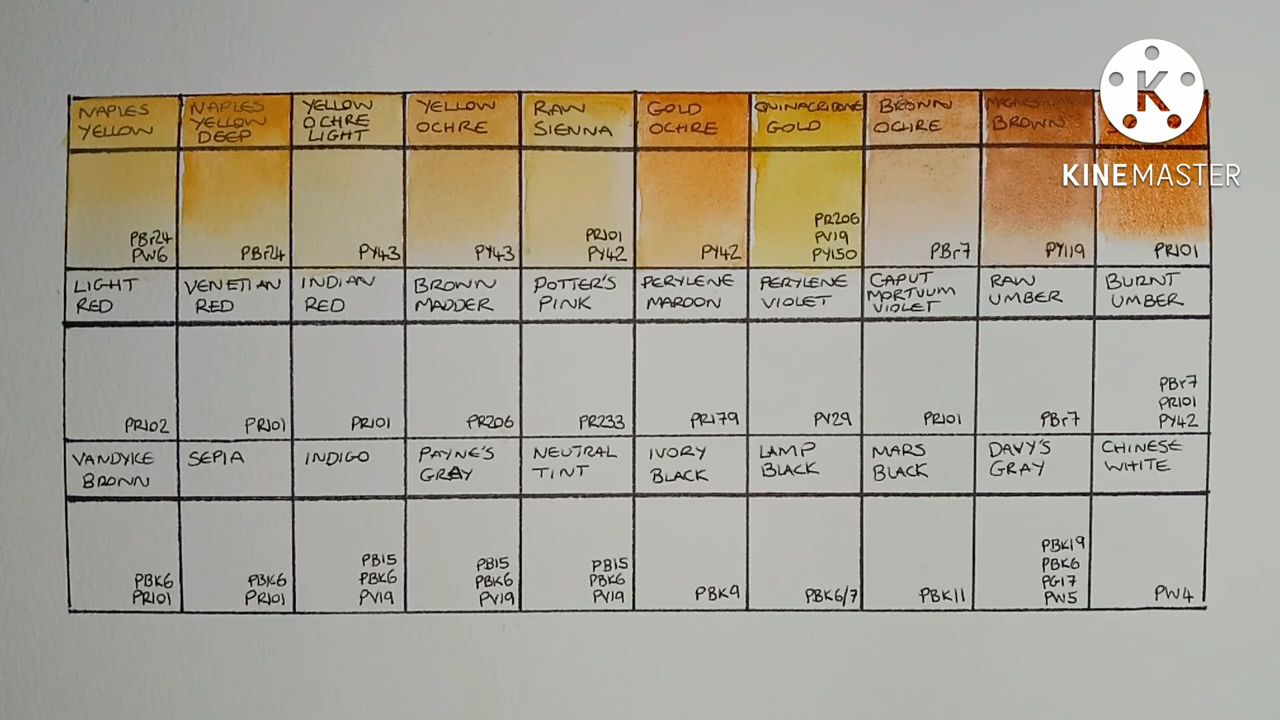 NAPLES YELLOW
NAPLES YELLOW DEEP
YELLOW OCHRE LIGHT
YELLOW OCHRE
RAW SIENNA
GOLD OCHRE
QUINACRIDONE GOLD
BROWN OCHRE
BROWN
K
KINEMASTER
PBr24 PW6
PBr24
PY43
PY43
PR101 PY42
PY42
PR206 PV19 PY150
PBr7
PY119
PR101
LIGHT RED
VENETIAN RED
INDIAN RED
BROWN MADDER
POTTER'S PINK
PERYLENE MAROON
PERYLENE VIOLET
CAPUT MORTUUM VIOLET
RAW UMBER
BURNT UMBER
PR102
PR101
PR101
PR206
PR233
PR179
PV29
PR101
PBr7
PBr7 PR101 PY42
VANDYKE BROWN
SEPIA
INDIGO
PAYNE'S GRAY
NEUTRAL TINT
IVORY BLACK
LAMP BLACK
MARS BLACK
DAVY'S GRAY
CHINESE WHITE
PBK6 PR101
PBK6 PR101
PB15 PBK6 PV19
PB15 PBK6 PV19
PB15 PBK6 PV19
PBK9
PBK6/7
PBK11
PBK19 PBK6 PG17 PW5
PW4